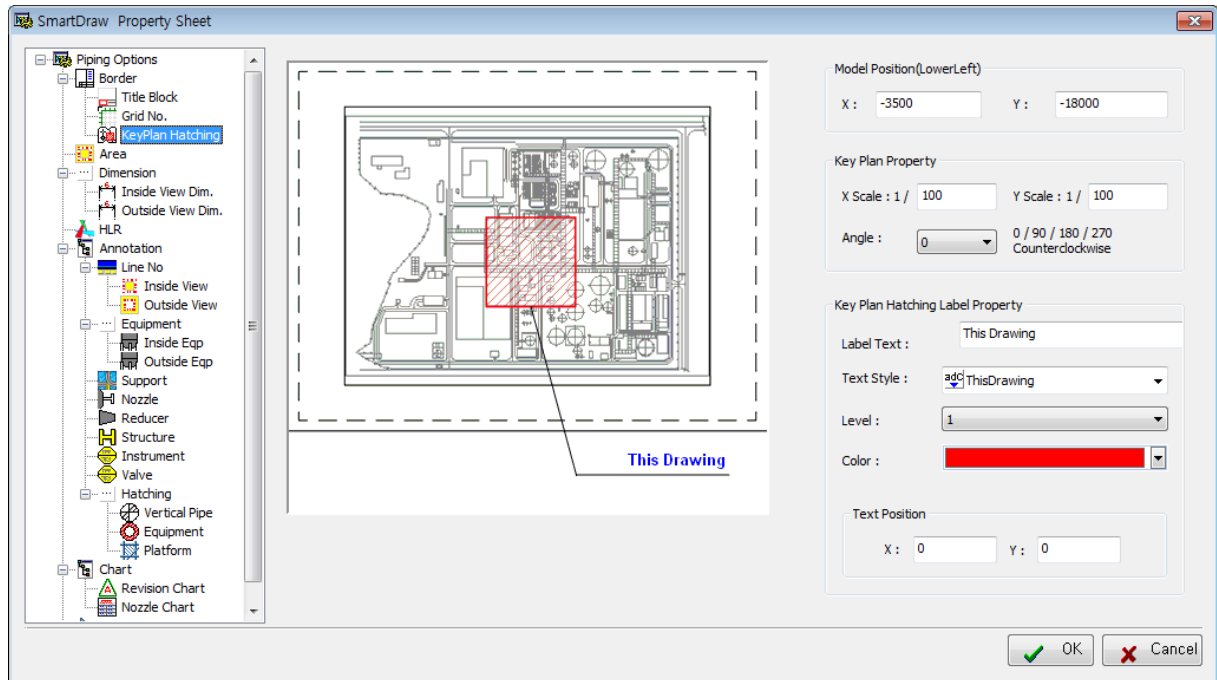 SmartDraw Property Sheet
Piping Options
Border
Title Block
Grid No.
KeyPlan Hatching
Area
Dimension
Inside View Dim.
Outside View Dim.
HLR
Annotation
Line No
Inside View
Outside View
Equipment
Inside Eqp
Outside Eqp
Support
Nozzle
Reducer
Structure
Instrument
Valve
Hatching
Vertical Pipe
Equipment
Platform
Chart
Revision Chart
Nozzle Chart
This Drawing
Model Position(LowerLeft)
X : -3500 Y : -18000
Key Plan Property
X Scale : 1 / 100 Y Scale : 1 / 100
Angle : 0 0 / 90 / 180 / 270
Counterclockwise
Key Plan Hatching Label Property
Label Text : This Drawing
Text Style : adc ThisDrawing
Level : 1
Color :
Text Position
X : 0 Y : 0
OK Cancel